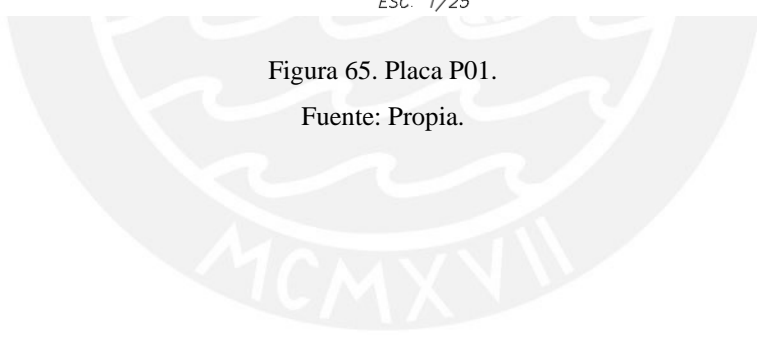 ESC. 1/25
Figura 65. Placa P01.
Fuente: Propia.
MCMXVII